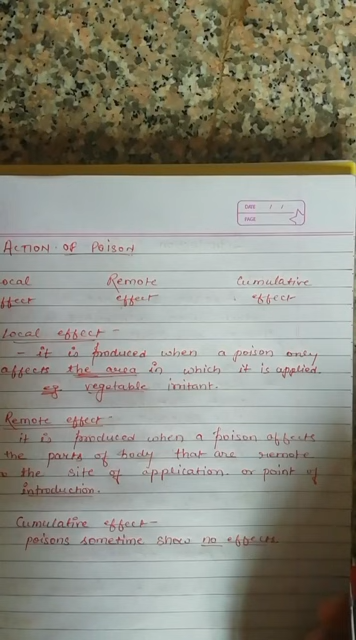 DATE / /
PAGE
ACTION OF POISON
ocal Remote Cumulative
ffect effect effect
Local effect -
- it is produced when a poison only
affects the area in which it is applied.
eg vegetable irritant.
Remote effect -
it is produced when a poison affects
the parts of body that are remote
the site of application or point of
introduction.
Cumulative effect -
poisons sometime show no effects